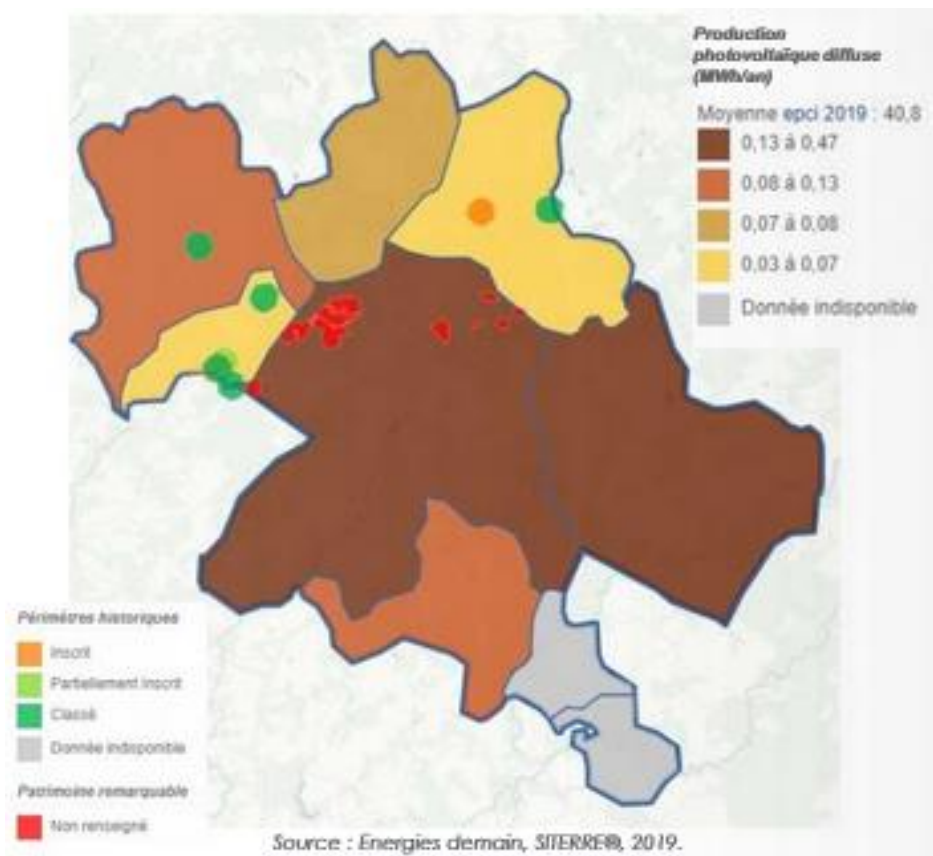 Production
photovoltaïque diffuse
(MWh/an)
Moyenne epci 2019 : 40,8
0,13 à 0,47
0,08 à 0,13
0,07 à 0,08
0,03 à 0,07
Donnée indisponible
Périmètres historiques
Inscrit
Partiellement inscrit
Classé
Donnée indisponible
Patrimoine remarquable
Non renseigné
Source : Energies demain, SITERRE®, 2019.